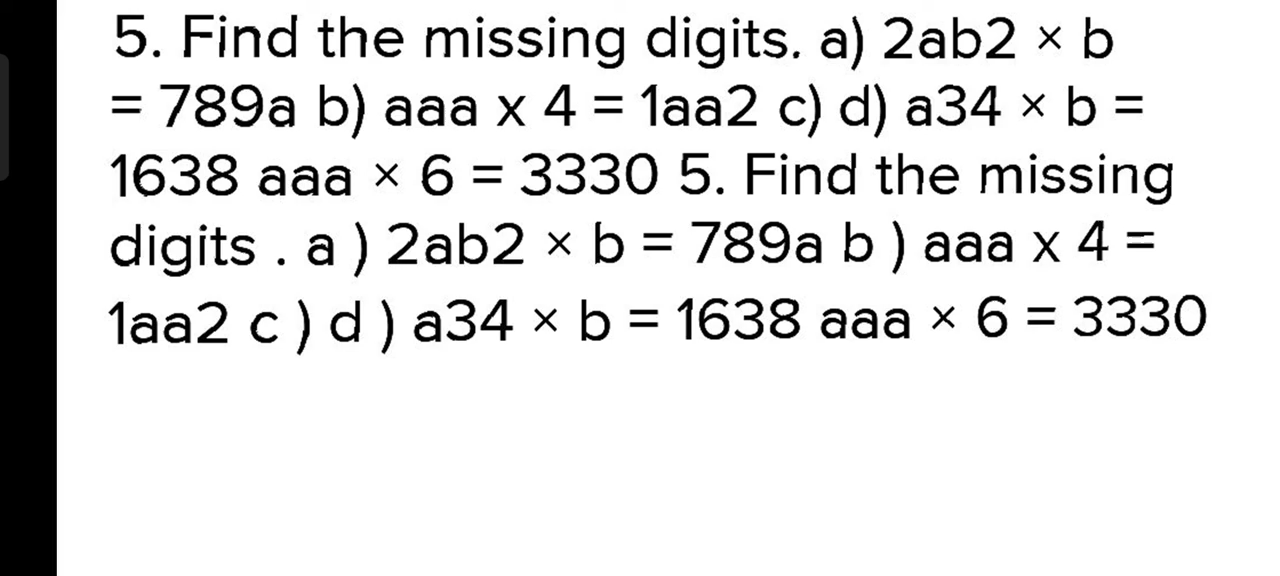 5. Find the missing digits. a) 2ab2 × b
= 789a b) aaa x 4 = 1aa2 c) d) a34 × b =
1638 aaa × 6 = 3330 5. Find the missing
digits . a ) 2ab2 × b = 789a b ) aaa x 4 =
1aa2 c ) d ) a34 × b = 1638 aaa × 6 = 3330